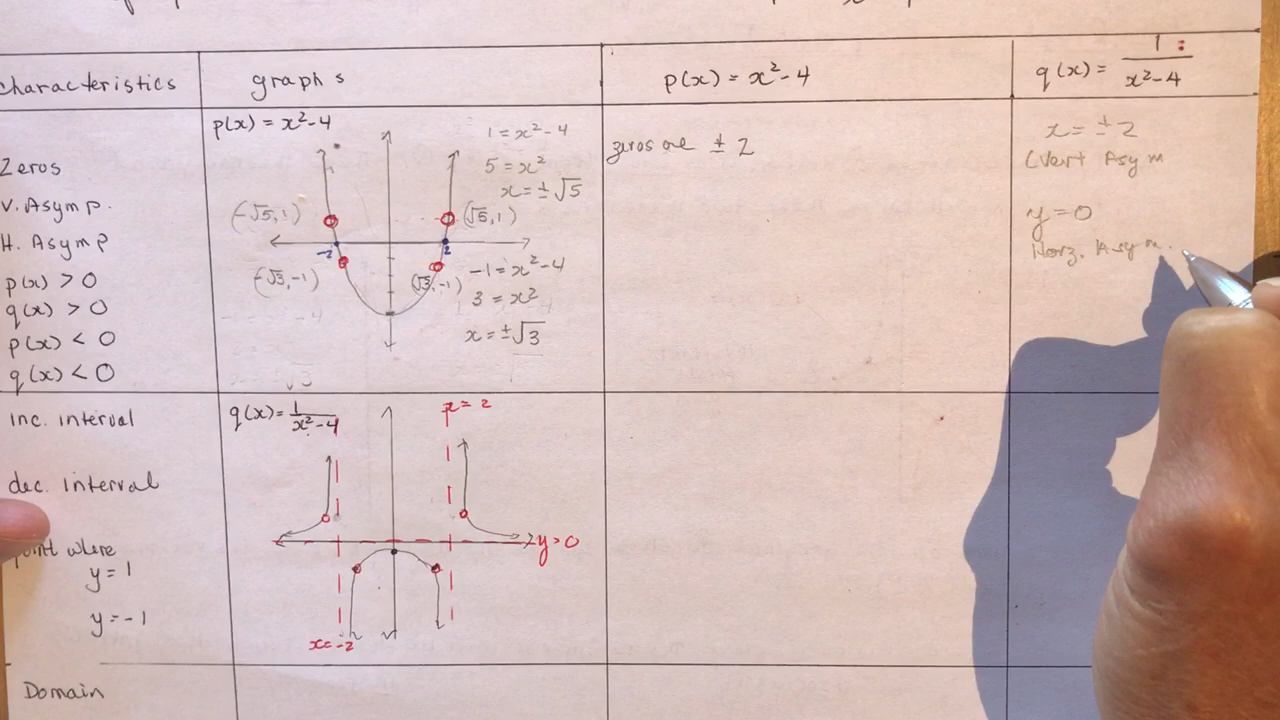 Characteristics
graphs
p(x) = x² - 4
q(x) = 1 / x² - 4
Zeros
V. Asymp.
H. Asymp
p(x) > 0
q(x) > 0
p(x) < 0
q(x) < 0
p(x) = x² - 4
1 = x² - 4
5 = x²
x = ± √5
(-√5, 1)
(√5, 1)
-2
2
(-√3, -1)
(√3, -1)
-1 = x² - 4
3 = x²
x = ± √3
zeros are ± 2
x = ± 2
(Vert Asym
y = 0
Horz. Asym.
inc. interval
dec. interval
point where
y = 1
y = -1
q(x) = 1 / x² - 4
x = 2
y = 0
x = -2
Domain